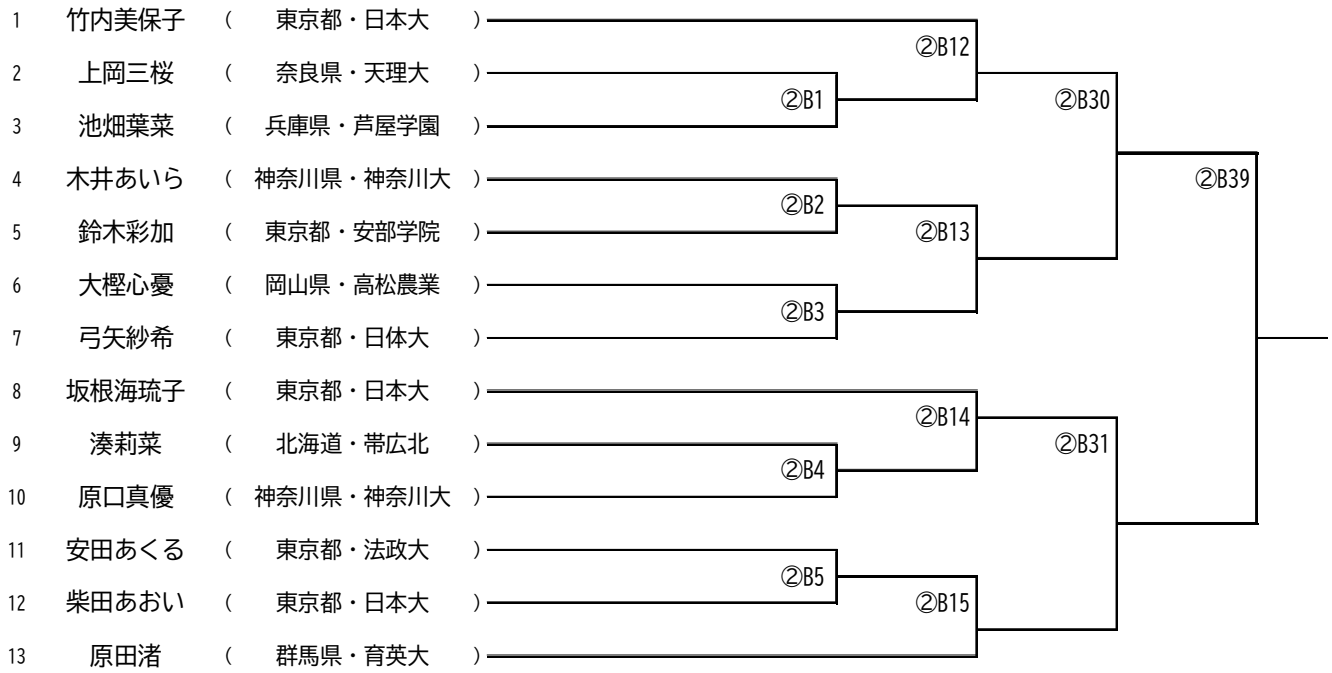 1 竹内美保子 ( 東京都・日本大 )
②B12
2 上岡三桜 ( 奈良県・天理大 )
②B1 ②B30
3 池畑葉菜 ( 兵庫県・芦屋学園 )
4 木井あいら ( 神奈川県・神奈川大 ) ②B39
②B2
5 鈴木彩加 ( 東京都・安部学院 ) ②B13
6 大樫心憂 ( 岡山県・高松農業 )
②B3
7 弓矢紗希 ( 東京都・日体大 )
8 坂根海琉子 ( 東京都・日本大 )
②B14
9 湊莉菜 ( 北海道・帯広北 ) ②B31
②B4
10 原口真優 ( 神奈川県・神奈川大 )
11 安田あくる ( 東京都・法政大 )
②B5
12 柴田あおい ( 東京都・日本大 ) ②B15
13 原田渚 ( 群馬県・育英大 )